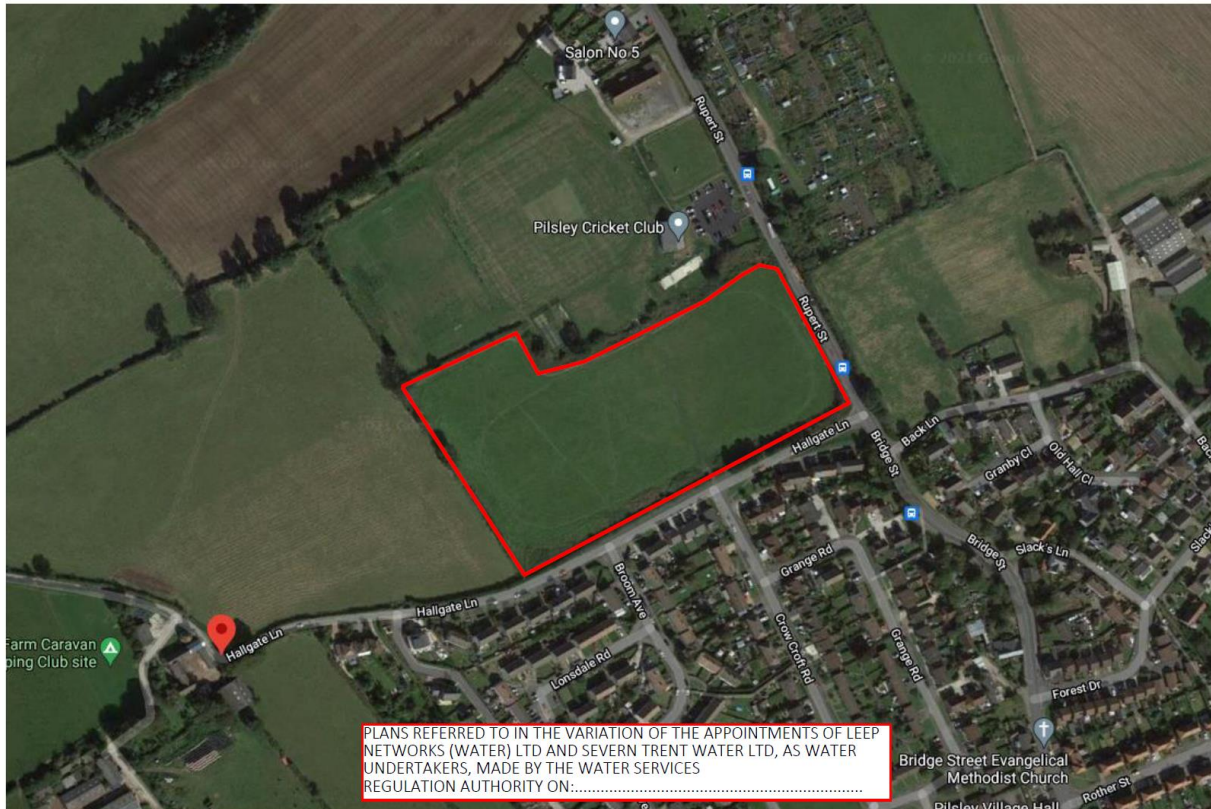 Salon No 5
Rupert St
Pilsley Cricket Club
Rupert St
Hallgate Ln
Bridge St
Back Ln
Granby Cl
Old Hall Cl
Back
Slack's Ln
Slack
Bridge St
Grange Rd
Broom Ave
Hallgate Ln
Hallgate Ln
Crow Croft Rd
Grange Rd
Lonsdale Rd
Farm Caravan
ping Club site
Forest Dr
Bridge Street Evangelical
Methodist Church
Rother St
Pilsley Village Hall
PLANS REFERRED TO IN THE VARIATION OF THE APPOINTMENTS OF LEEP
NETWORKS (WATER) LTD AND SEVERN TRENT WATER LTD, AS WATER
UNDERTAKERS, MADE BY THE WATER SERVICES
REGULATION AUTHORITY ON:..................................................................